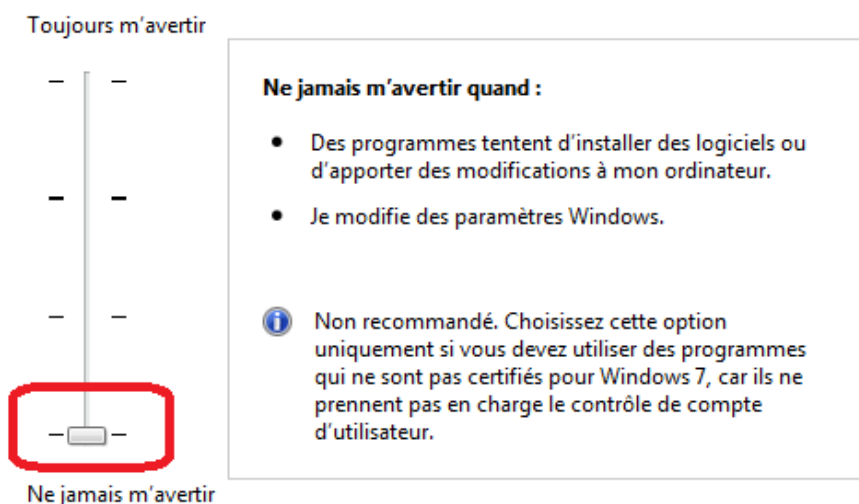 Toujours m’avertir
Ne jamais m’avertir quand :
• Des programmes tentent d’installer des logiciels ou
d’apporter des modifications à mon ordinateur.
• Je modifie des paramètres Windows.
Non recommandé. Choisissez cette option
uniquement si vous devez utiliser des programmes
qui ne sont pas certifiés pour Windows 7, car ils ne
prennent pas en charge le contrôle de compte
d’utilisateur.
Ne jamais m’avertir